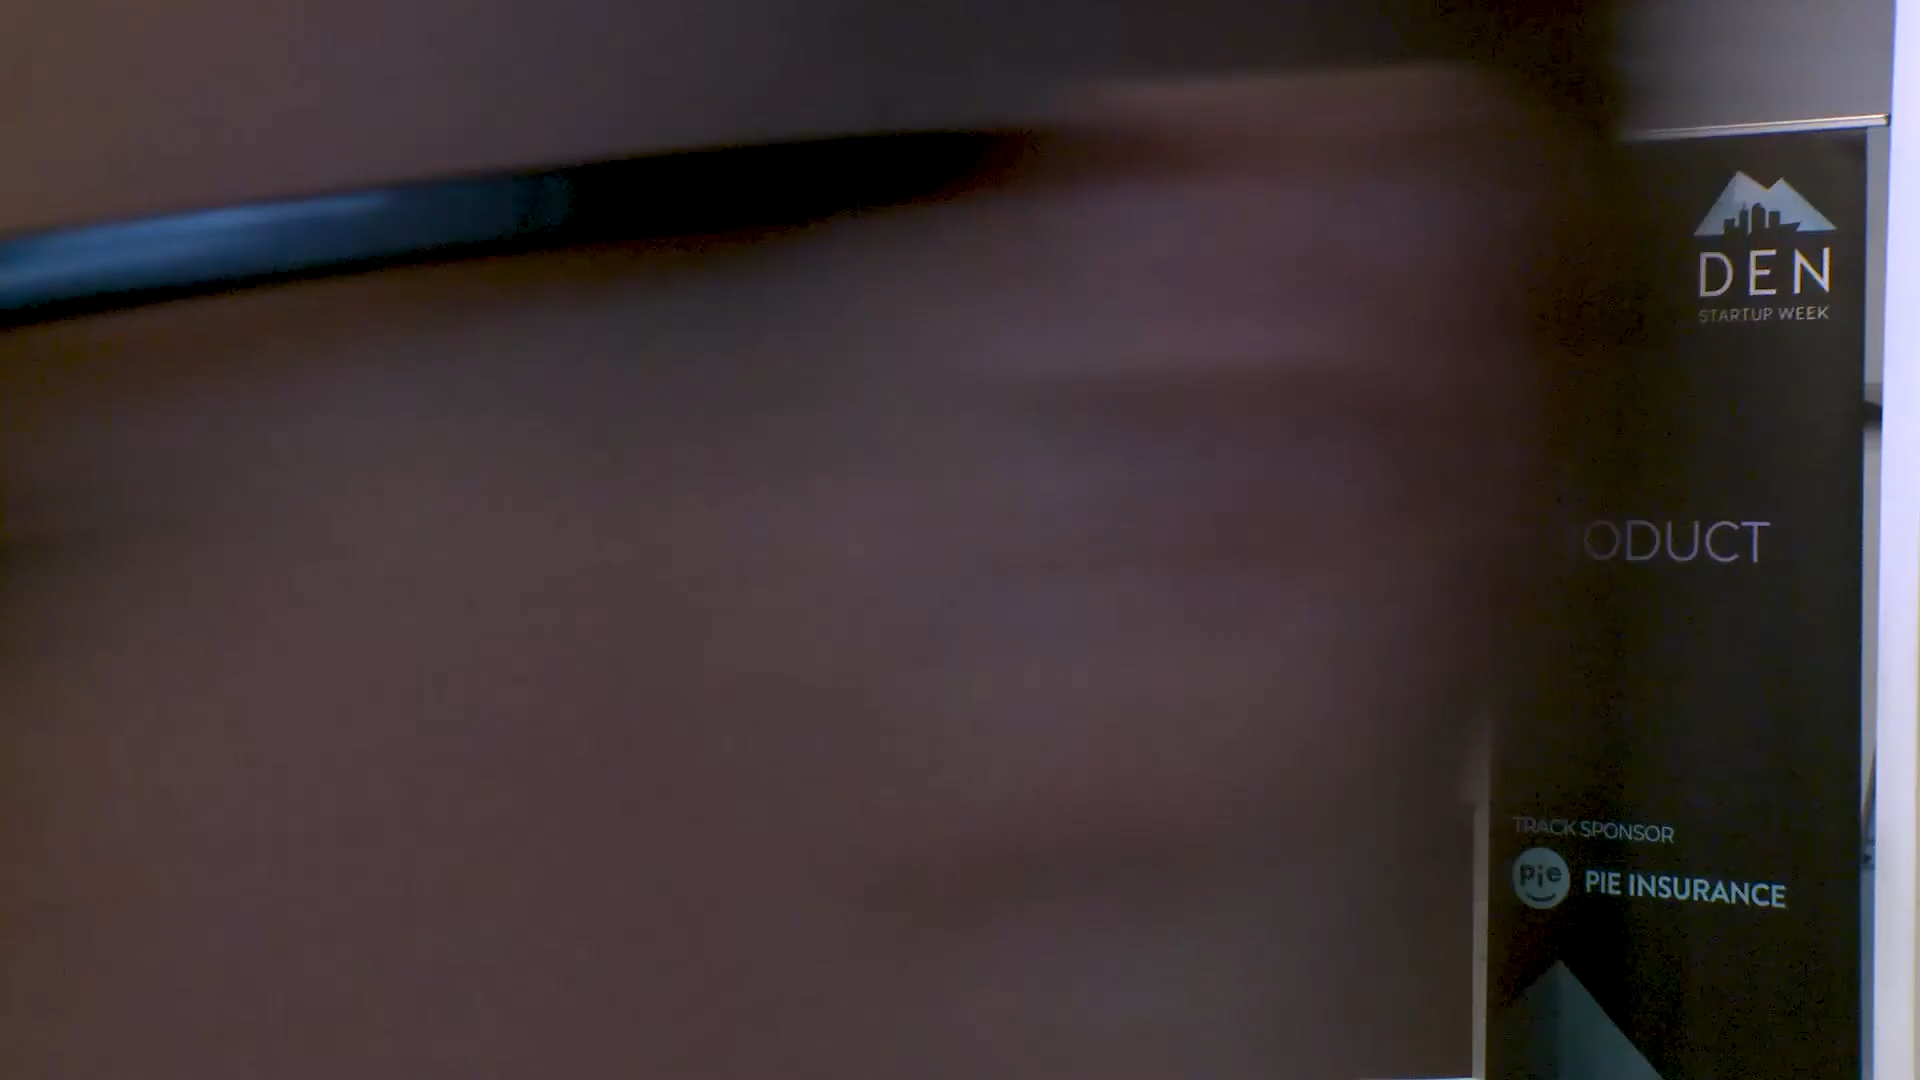 DEN
STARTUP WEEK
ODUCT
TRACK SPONSOR
pie
PIE INSURANCE